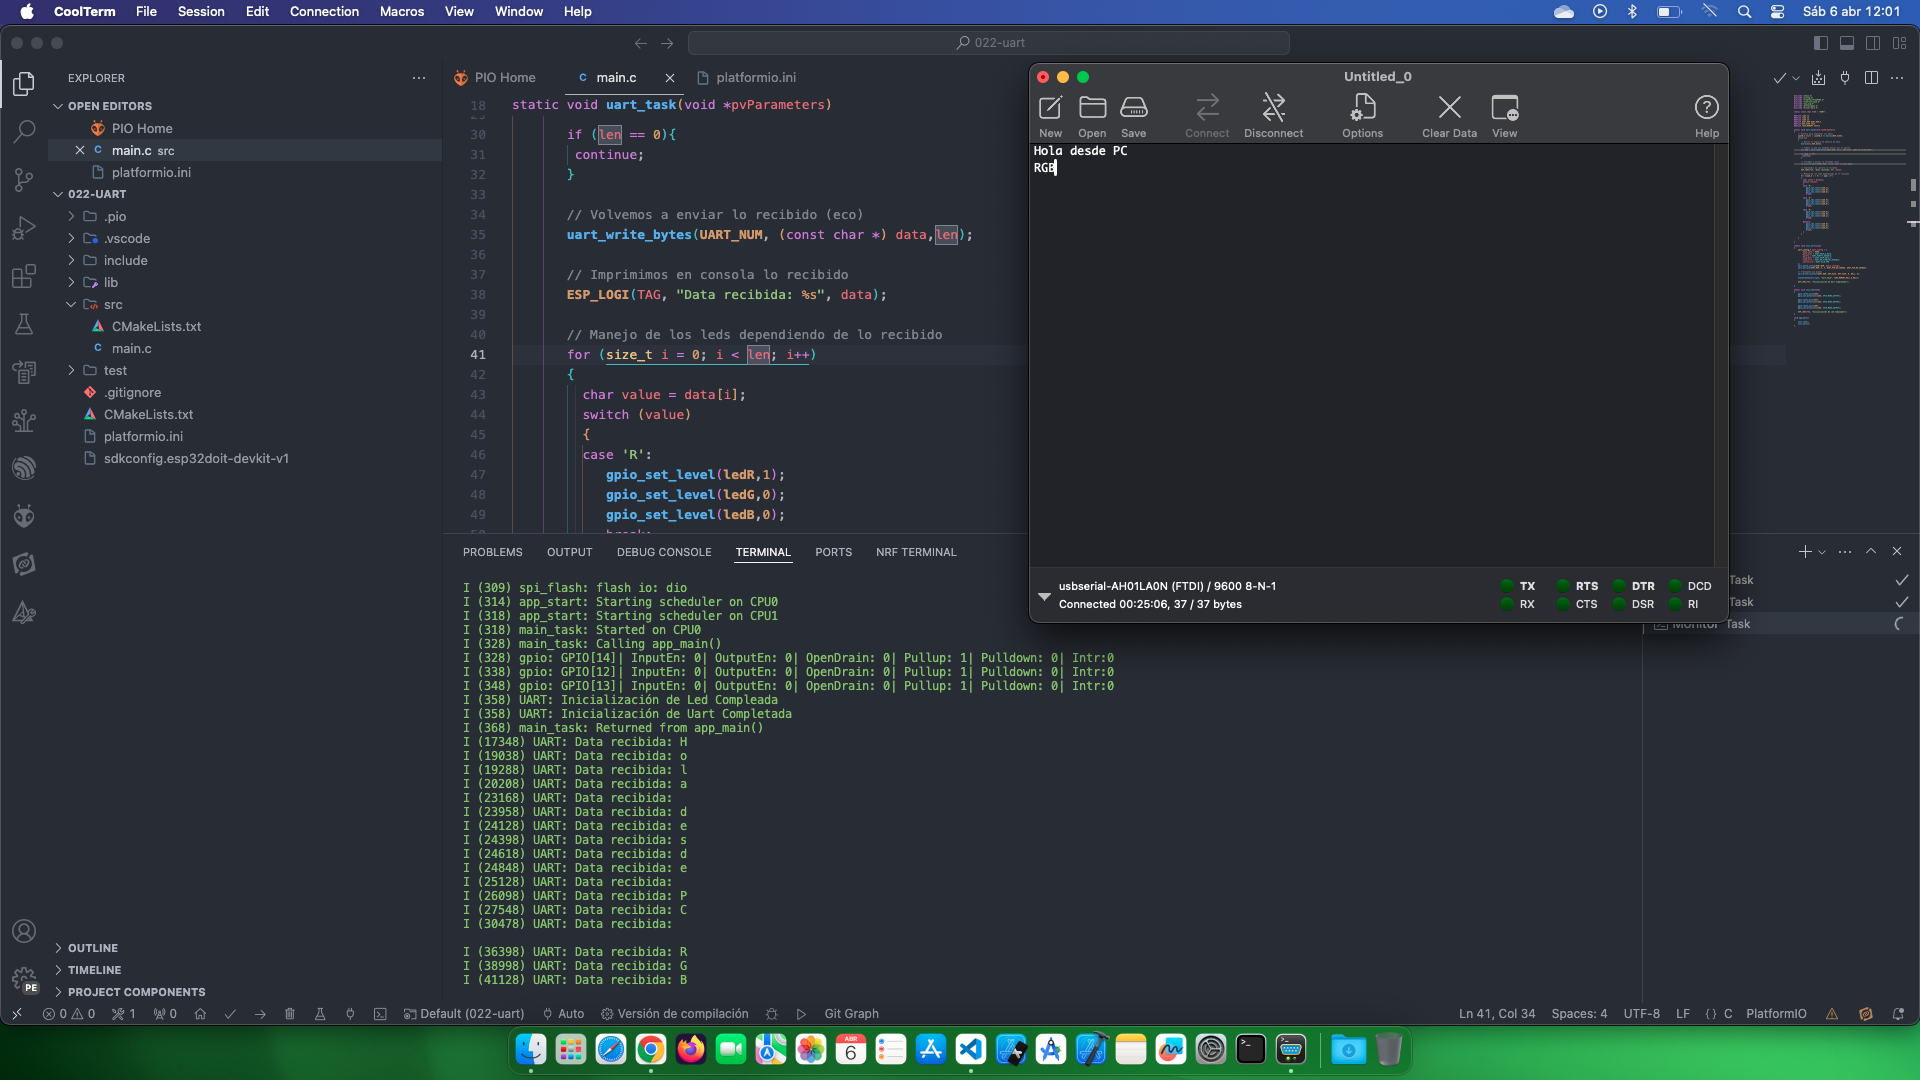 CoolTerm File Session Edit Connection Macros View Window Help Sáb 6 abr 12:01
022-uart
EXPLORER
OPEN EDITORS
PIO Home
main.c src
platformio.ini
022-UART
.pio
.vscode
include
lib
src
CMakeLists.txt
main.c
test
.gitignore
CMakeLists.txt
platformio.ini
sdkconfig.esp32doit-devkit-v1
OUTLINE
TIMELINE
PROJECT COMPONENTS
PIO Home main.c platformio.ini
18 static void uart_task(void *pvParameters)
30 if (len == 0){
31 continue;
32 }
33
34 // Volvemos a enviar lo recibido (eco)
35 uart_write_bytes(UART_NUM, (const char *) data,len);
36
37 // Imprimimos en consola lo recibido
38 ESP_LOGI(TAG, "Data recibida: %s", data);
39
40 // Manejo de los leds dependiendo de lo recibido
41 for (size_t i = 0; i < len; i++)
42 {
43 char value = data[i];
44 switch (value)
45 {
46 case 'R':
47 gpio_set_level(ledR,1);
48 gpio_set_level(ledG,0);
49 gpio_set_level(ledB,0);
Untitled_0
New Open Save Connect Disconnect Options Clear Data View Help
Hola desde PC
RGB
usbserial-AH01LA0N (FTDI) / 9600 8-N-1
Connected 00:25:06, 37 / 37 bytes
TX RTS DTR DCD
RX CTS DSR RI
PROBLEMS OUTPUT DEBUG CONSOLE TERMINAL PORTS NRF TERMINAL
I (309) spi_flash: flash io: dio
I (314) app_start: Starting scheduler on CPU0
I (318) app_start: Starting scheduler on CPU1
I (318) main_task: Started on CPU0
I (328) main_task: Calling app_main()
I (328) gpio: GPIO[14]| InputEn: 0| OutputEn: 0| OpenDrain: 0| Pullup: 1| Pulldown: 0| Intr:0
I (338) gpio: GPIO[12]| InputEn: 0| OutputEn: 0| OpenDrain: 0| Pullup: 1| Pulldown: 0| Intr:0
I (348) gpio: GPIO[13]| InputEn: 0| OutputEn: 0| OpenDrain: 0| Pullup: 1| Pulldown: 0| Intr:0
I (358) UART: Inicialización de Led Compleada
I (358) UART: Inicialización de Uart Completada
I (368) main_task: Returned from app_main()
I (17348) UART: Data recibida: H
I (19038) UART: Data recibida: o
I (19288) UART: Data recibida: l
I (20208) UART: Data recibida: a
I (23168) UART: Data recibida:
I (23958) UART: Data recibida: d
I (24128) UART: Data recibida: e
I (24398) UART: Data recibida: s
I (24618) UART: Data recibida: d
I (24848) UART: Data recibida: e
I (25128) UART: Data recibida:
I (26098) UART: Data recibida: P
I (27548) UART: Data recibida: C
I (30478) UART: Data recibida:
I (36398) UART: Data recibida: R
I (38998) UART: Data recibida: G
I (41128) UART: Data recibida: B
Task
Task
Monitor Task
PE
0 0 1 0 Default (022-uart) Auto Versión de compilación Git Graph
Ln 41, Col 34 Spaces: 4 UTF-8 LF {} C PlatformIO
ABR
6